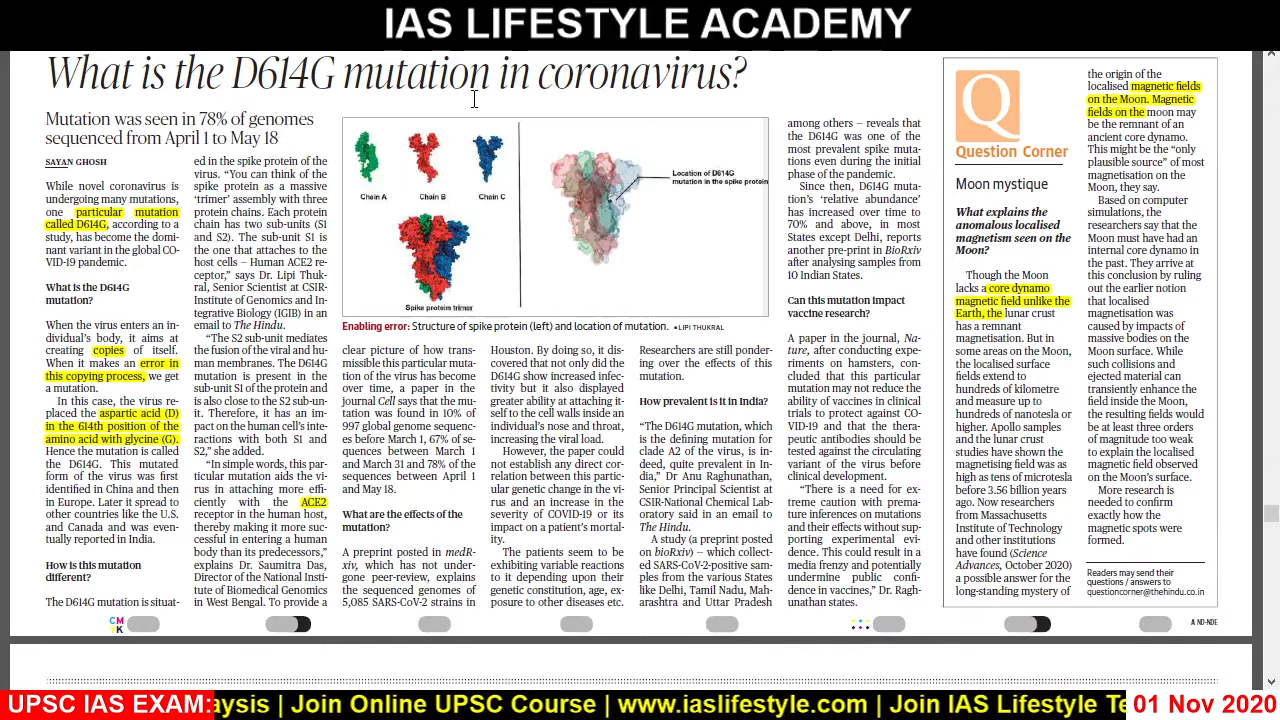 IAS LIFESTYLE ACADEMY
What is the D614G mutation in coronavirus?
Mutation was seen in 78% of genomes
sequenced from April 1 to May 18
SAYAN GHOSH
While novel coronavirus is
undergoing many mutations,
one particular mutation
called D614G, according to a
study, has become the domi-
nant variant in the global CO-
VID-19 pandemic.
What is the D614G
mutation?
When the virus enters an in-
dividual's body, it aims at
creating copies of itself.
When it makes an error in
this copying process, we get
a mutation.
In this case, the virus re-
placed the aspartic acid (D)
in the 614th position of the
amino acid with glycine (G).
Hence the mutation is called
the D614G. This mutated
form of the virus was first
identified in China and then
in Europe. Later it spread to
other countries like the U.S.
and Canada and was even-
tually reported in India.
How is this mutation
different?
The D614G mutation is situat-
ed in the spike protein of the
virus. “You can think of the
spike protein as a massive
‘trimer’ assembly with three
protein chains. Each protein
chain has two sub-units (S1
and S2). The sub-unit S1 is
the one that attaches to the
host cells – Human ACE2 re-
ceptor,” says Dr. Lipi Thuk-
ral, Senior Scientist at CSIR-
Institute of Genomics and In-
tegrative Biology (IGIB) in an
email to The Hindu.
“The S2 sub-unit mediates
the fusion of the viral and hu-
man membranes. The D614G
mutation is present in the
sub-unit S1 of the protein and
is also close to the S2 sub-un-
it. Therefore, it has an im-
pact on the human cell's inte-
ractions with both S1 and
S2,” she added.
“In simple words, this par-
ticular mutation aids the vi-
rus in attaching more effi-
ciently with the ACE2
receptor in the human host,
thereby making it more suc-
cessful in entering a human
body than its predecessors,”
explains Dr. Saumitra Das,
Director of the National Insti-
tute of Biomedical Genomics
in West Bengal. To provide a
Chain A
Chain B
Chain C
Spike protein trimer
Location of D614G
mutation in the spike protein
Enabling error: Structure of spike protein (left) and location of mutation. ▪LIPI THUKRAL
clear picture of how trans-
missible this particular muta-
tion of the virus has become
over time, a paper in the
journal Cell says that the mu-
tation was found in 10% of
997 global genome sequenc-
es before March 1, 67% of se-
quences between March 1
and March 31 and 78% of the
sequences between April 1
and May 18.
What are the effects of the
mutation?
A preprint posted in medR-
xiv, which has not under-
gone peer-review, explains
the sequenced genomes of
5,085 SARS-CoV-2 strains in
Houston. By doing so, it dis-
covered that not only did the
D614G show increased infec-
tivity but it also displayed
greater ability at attaching it-
self to the cell walls inside an
individual's nose and throat,
increasing the viral load.
However, the paper could
not establish any direct cor-
relation between this partic-
ular genetic change in the vi-
rus and an increase in the
severity of COVID-19 or its
impact on a patient's mortal-
ity.
The patients seem to be
exhibiting variable reactions
to it depending upon their
genetic constitution, age, ex-
posure to other diseases etc.
Researchers are still ponder-
ing over the effects of this
mutation.
How prevalent is it in India?
“The D614G mutation, which
is the defining mutation for
clade A2 of the virus, is in-
deed, quite prevalent in In-
dia,” Dr Anu Raghunathan,
Senior Principal Scientist at
CSIR-National Chemical Lab-
oratory said in an email to
The Hindu.
A study (a preprint posted
on bioRxiv) – which collect-
ed SARS-CoV-2-positive sam-
ples from the various States
like Delhi, Tamil Nadu, Mah-
arashtra and Uttar Pradesh
among others – reveals that
the D614G was one of the
most prevalent spike muta-
tions even during the initial
phase of the pandemic.
Since then, D614G muta-
tion's ‘relative abundance’
has increased over time to
70% and above, in most
States except Delhi, reports
another pre-print in BioRxiv
after analysing samples from
10 Indian States.
Can this mutation impact
vaccine research?
A paper in the journal, Na-
ture, after conducting expe-
riments on hamsters, con-
cluded that this particular
mutation may not reduce the
ability of vaccines in clinical
trials to protect against CO-
VID-19 and that the thera-
peutic antibodies should be
tested against the circulating
variant of the virus before
clinical development.
“There is a need for ex-
treme caution with prema-
ture inferences on mutations
and their effects without sup-
porting experimental evi-
dence. This could result in a
media frenzy and potentially
undermine public confi-
dence in vaccines,” Dr. Ragh-
unathan states.
Q
Question Corner
Moon mystique
What explains the
anomalous localised
magnetism seen on the
Moon?
Though the Moon
lacks a core dynamo
magnetic field unlike the
Earth, the lunar crust
has a remnant
magnetisation. But in
some areas on the Moon,
the localised surface
fields extend to
hundreds of kilometre
and measure up to
hundreds of nanotesla or
higher. Apollo samples
and the lunar crust
studies have shown the
magnetising field was as
high as tens of microtesla
before 3.56 billion years
ago. Now researchers
from Massachusetts
Institute of Technology
and other institutions
have found (Science
Advances, October 2020)
a possible answer for the
long-standing mystery of
the origin of the
localised magnetic fields
on the Moon. Magnetic
fields on the moon may
be the remnant of an
ancient core dynamo.
This might be the “only
plausible source” of most
magnetisation on the
Moon, they say.
Based on computer
simulations, the
researchers say that the
Moon must have had an
internal core dynamo in
the past. They arrive at
this conclusion by ruling
out the earlier notion
that localised
magnetisation was
caused by impacts of
massive bodies on the
Moon surface. While
such collisions and
ejected material can
transiently enhance the
field inside the Moon,
the resulting fields would
be at least three orders
of magnitude too weak
to explain the localised
magnetic field observed
on the Moon's surface.
More research is
needed to confirm
exactly how the
magnetic spots were
formed.
Readers may send their
questions / answers to
questioncorner@thehindu.co.in
CM
YK
A ND-NDE
UPSC IAS EXAM:
aysis | Join Online UPSC Course | www.iaslifestyle.com | Join IAS Lifestyle Te
01 Nov 2020